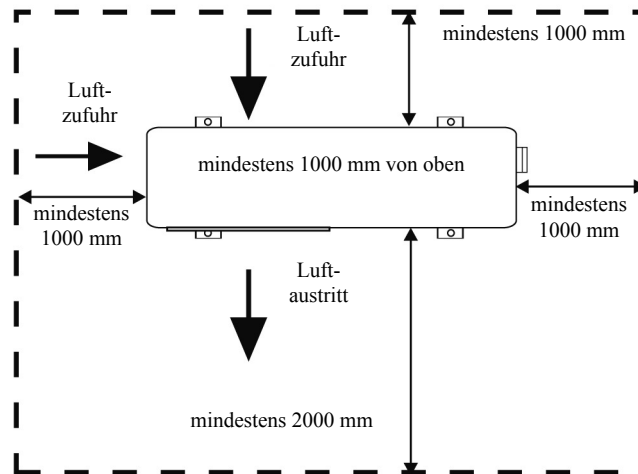 Luft-
zufuhr
mindestens 1000 mm
Luft-
zufuhr
mindestens 1000 mm von oben
mindestens
1000 mm
mindestens
1000 mm
Luft-
austritt
mindestens 2000 mm